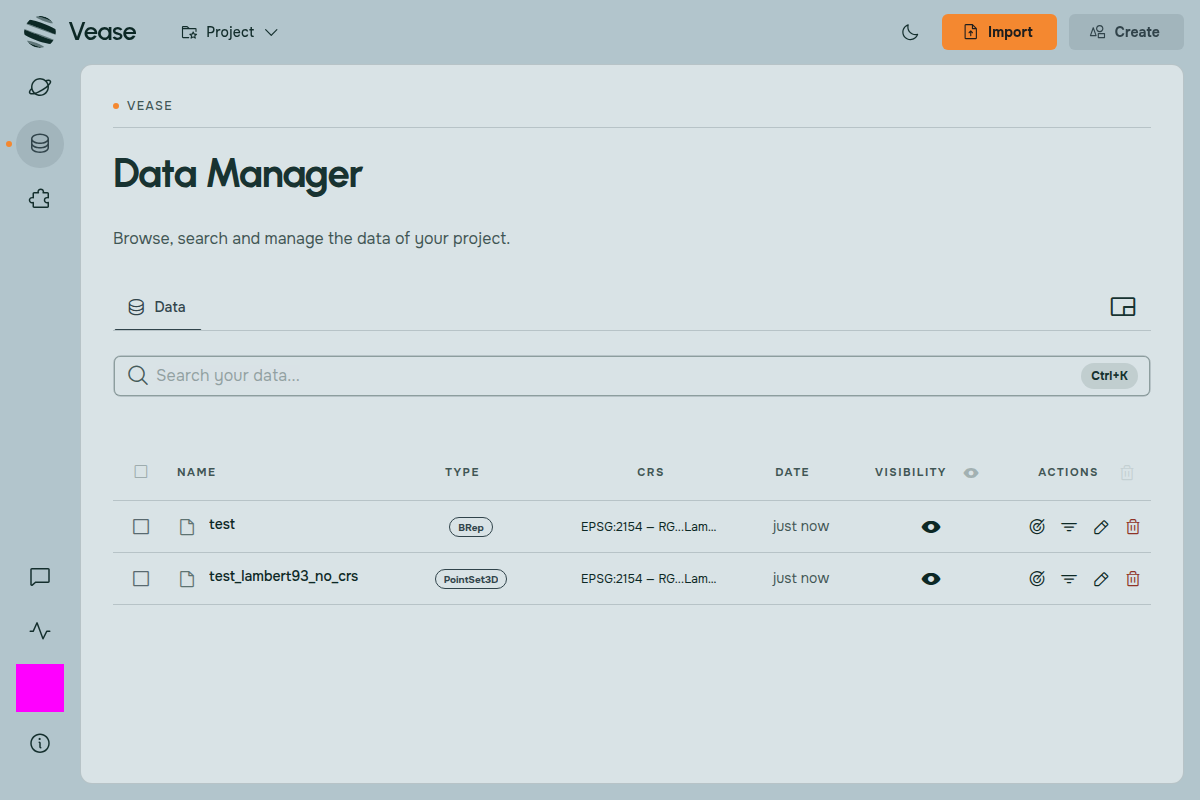 Vease
Project
Import
Create
VEASE
Data Manager
Browse, search and manage the data of your project.
Data
Search your data...
Ctrl+K
NAME TYPE CRS DATE VISIBILITY ACTIONS
test BRep EPSG:2154 – RG...Lam... just now
test_lambert93_no_crs PointSet3D EPSG:2154 – RG...Lam... just now